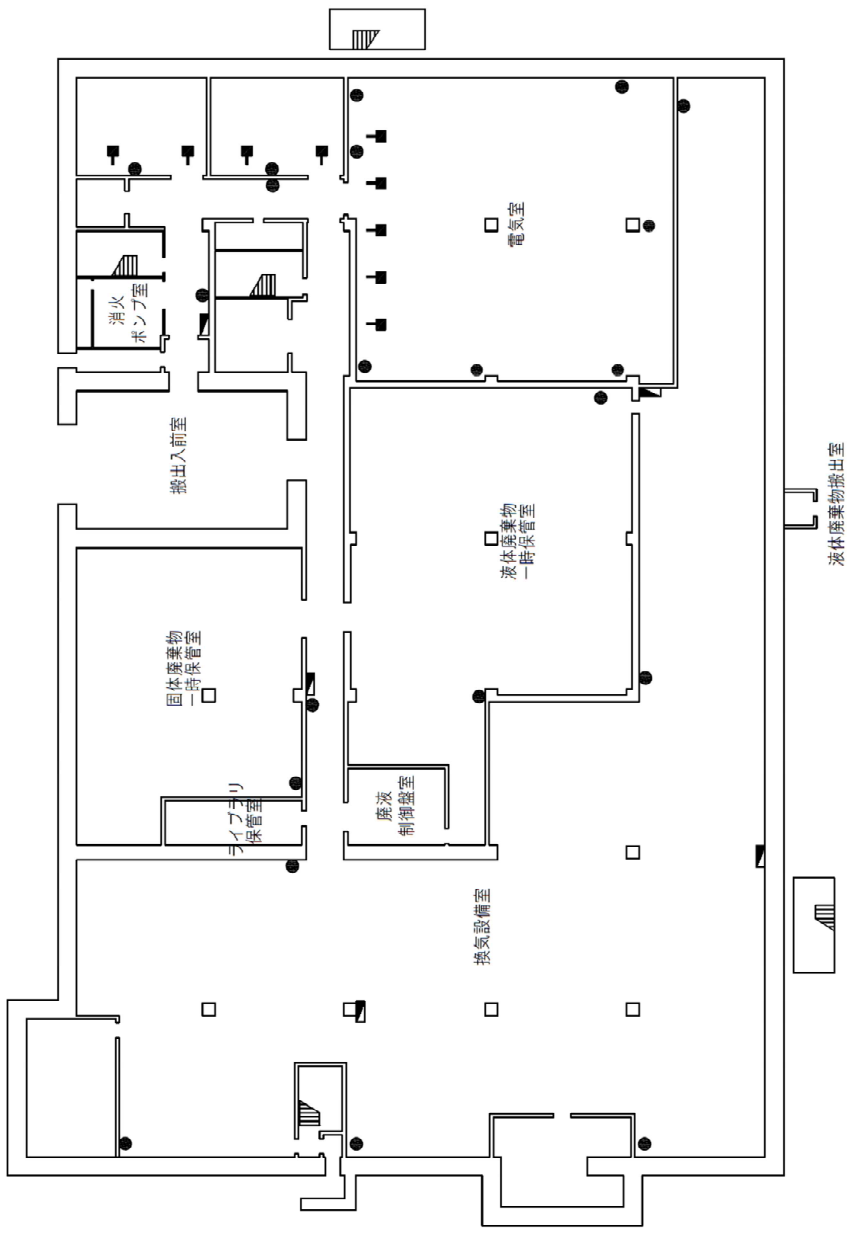 消火
ポンプ室
電気室
搬出入前室
液体廃棄物
一時保管室
液体廃棄物搬出室
固体廃棄物
一時保管室
ライブラリ
保管室
廃液
制御盤室
換気設備室